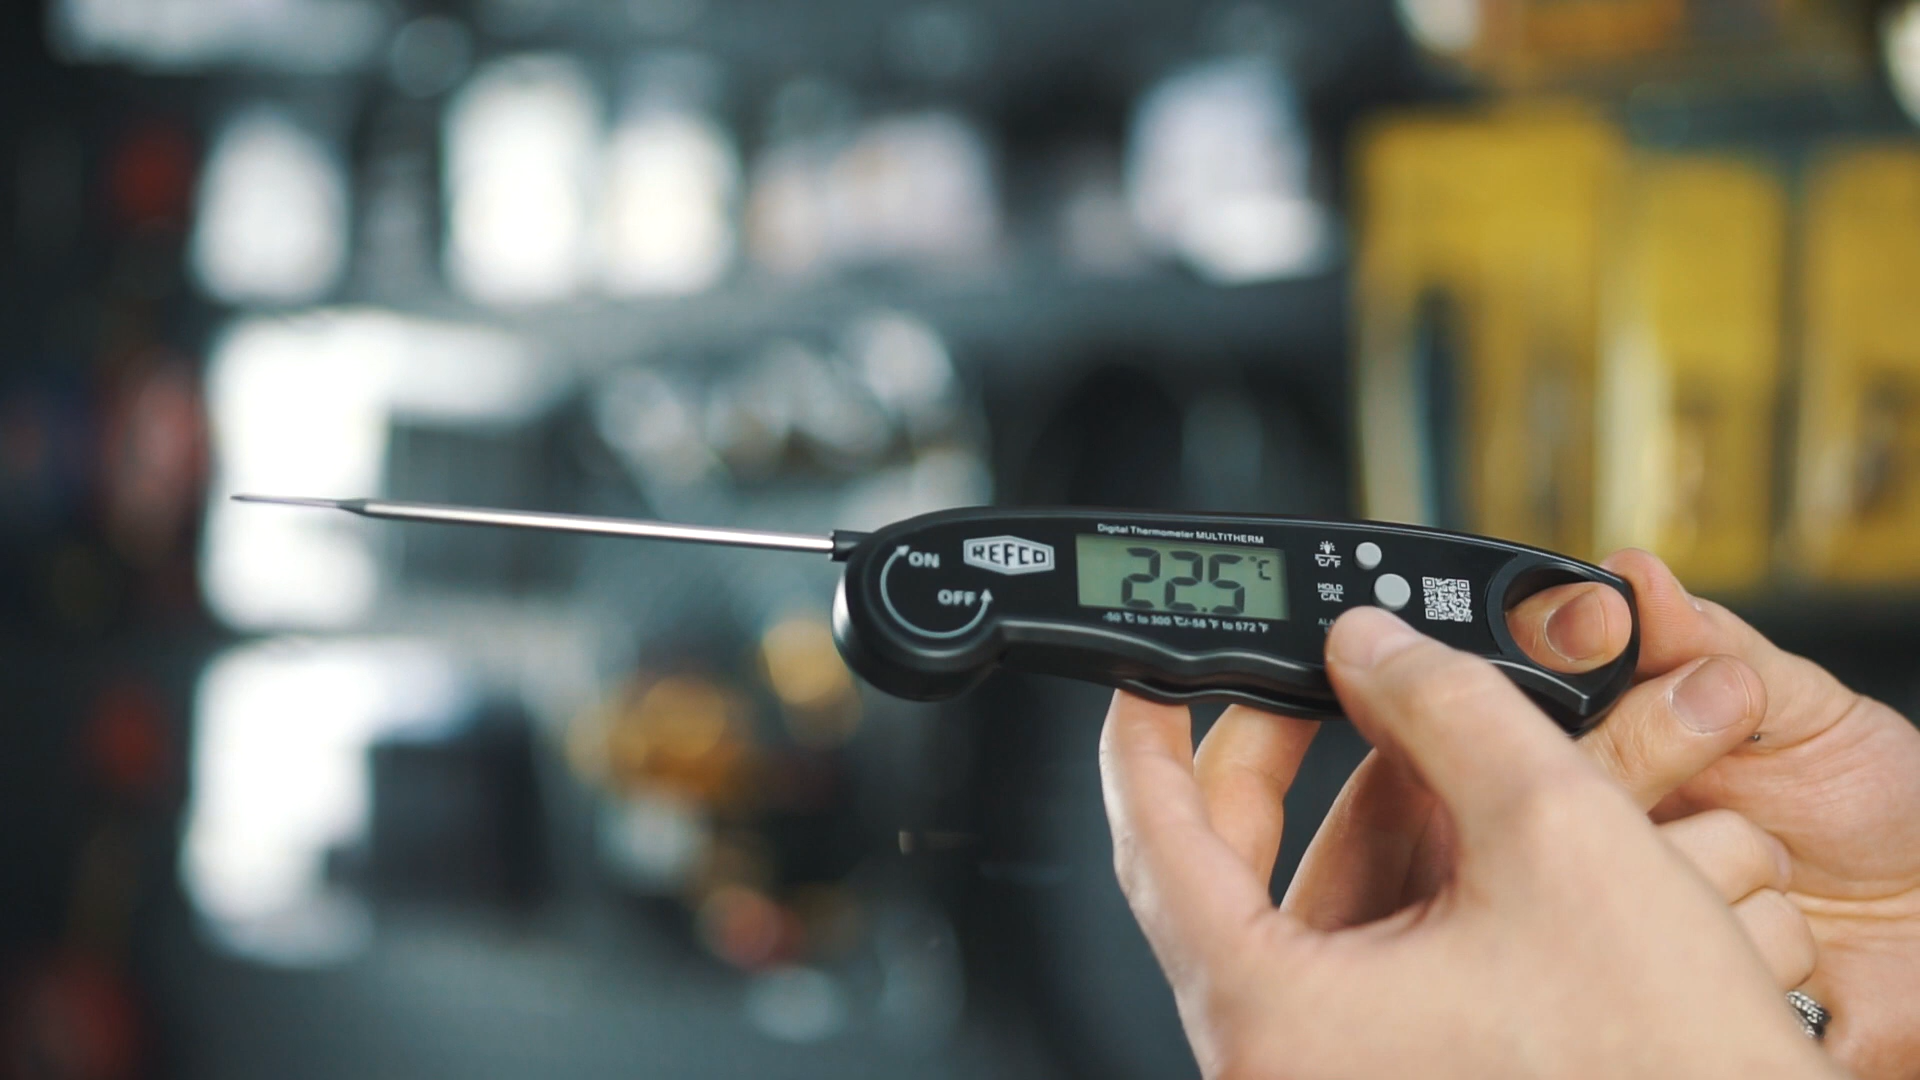 Digital Thermometer MULTITHERM
ON
REFCO
22.5 °C
°C/°F
OFF
HOLD
CAL
-50 °C to 300 °C/-58 °F to 572 °F